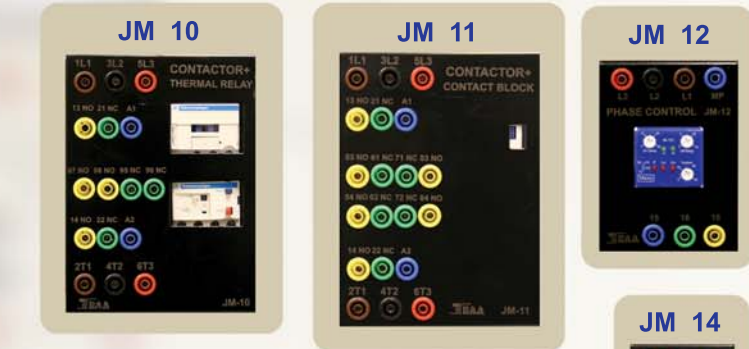 JM 10
1L1 3L2 5L3
CONTACTOR+
THERMAL RELAY
13 NO 21 NC A1
97 NO 98 NO 95 NC 96 NC
14 NO 22 NC A2
2T1 4T2 6T3
JM-10
JM 11
1L1 3L2 5L3
CONTACTOR+
CONTACT BLOCK
13 NO 21 NC A1
53 NO 61 NC 71 NC 83 NO
54 NO 62 NC 72 NC 84 NO
14 NO 22 NC A2
2T1 4T2 6T3
JM-11
JM 12
L3 L2 L1 MP
PHASE CONTROL JM-12
15 16 18
JM 14